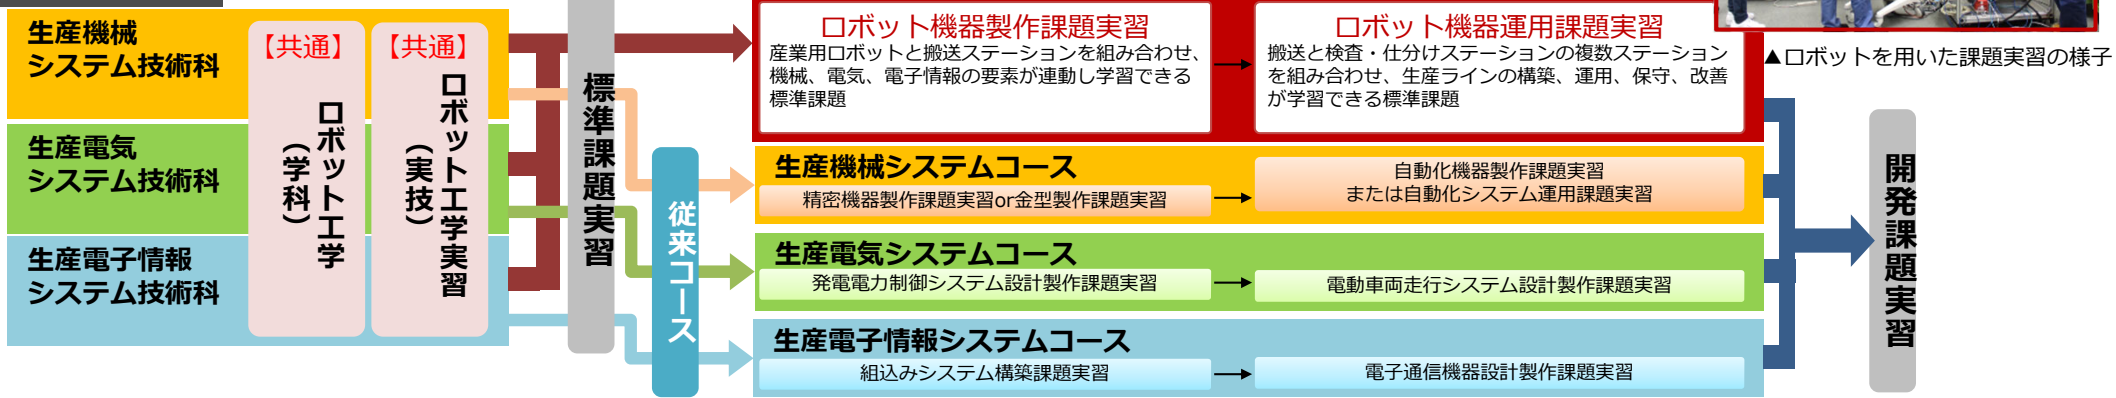 生産機械
システム技術科
生産電気
システム技術科
生産電子情報
システム技術科
【共通】
ロボット工学
（学科）
【共通】
ロボット工学実習
（実技）
標準課題実習
従来コース
ロボット機器製作課題実習
産業用ロボットと搬送ステーションを組み合わせ、
機械、電気、電子情報の要素が連動し学習できる
標準課題
ロボット機器運用課題実習
搬送と検査・仕分けステーションの複数ステーション
を組み合わせ、生産ラインの構築、運用、保守、改善
が学習できる標準課題
▲ロボットを用いた課題実習の様子
生産機械システムコース
精密機器製作課題実習or金型製作課題実習
自動化機器製作課題実習
または自動化システム運用課題実習
生産電気システムコース
発電電力制御システム設計製作課題実習
電動車両走行システム設計製作課題実習
生産電子情報システムコース
組込みシステム構築課題実習
電子通信機器設計製作課題実習
開発課題実習